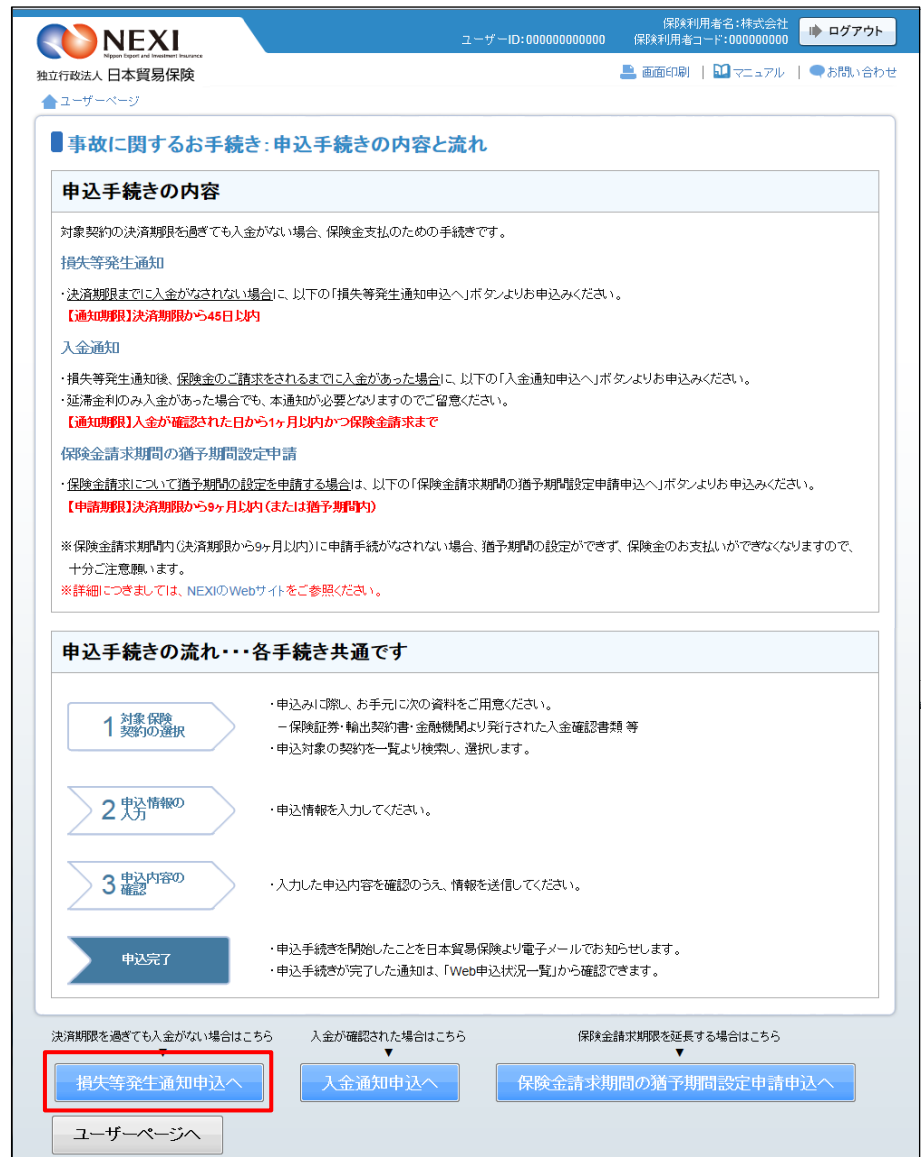 NEXI
Nippon Export and Investment Insurance
独立行政法人 日本貿易保険
ユーザーID:000000000000
保険利用者名:株式会社
保険利用者コード:000000000
ログアウト
画面印刷 | マニュアル | お問い合わせ
ユーザーページ
事故に関するお手続き:申込手続きの内容と流れ
申込手続きの内容
対象契約の決済期限を過ぎても入金がない場合、保険金支払のための手続きです。
損失等発生通知
・決済期限までに入金がなされない場合に、以下の「損失等発生通知申込へ」ボタンよりお申込みください。
【通知期限】決済期限から45日以内
入金通知
・損失等発生通知後、保険金のご請求をされるまでに入金があった場合に、以下の「入金通知申込へ」ボタンよりお申込みください。
・延滞金利のみ入金があった場合でも、本通知が必要となりますのでご留意ください。
【通知期限】入金が確認された日から1ヶ月以内かつ保険金請求まで
保険金請求期間の猶予期間設定申請
・保険金請求について猶予期間の設定を申請する場合は、以下の「保険金請求期間の猶予期間設定申請申込へ」ボタンよりお申込みください。
【申請期限】決済期限から9ヶ月以内(または猶予期間内)
※保険金請求期間内(決済期限から9ヶ月以内)に申請手続がなされない場合、猶予期間の設定ができず、保険金のお支払いができなくなりますので、
十分ご注意願います。
※詳細につきましては、NEXIのWebサイトをご参照ください。
申込手続きの流れ・・・各手続き共通です
1 対象保険
契約の選択
・申込みに際し、お手元に次の資料をご用意ください。
－保険証券・輸出契約書・金融機関より発行された入金確認書類 等
・申込対象の契約を一覧より検索し、選択します。
2 申込情報の
入力
・申込情報を入力してください。
3 申込内容の
確認
・入力した申込内容を確認のうえ、情報を送信してください。
申込完了
・申込手続きを開始したことを日本貿易保険より電子メールでお知らせします。
・申込手続きが完了した通知は、「Web申込状況一覧」から確認できます。
決済期限を過ぎても入金がない場合はこちら
▼
損失等発生通知申込へ
入金が確認された場合はこちら
▼
入金通知申込へ
保険金請求期限を延長する場合はこちら
▼
保険金請求期間の猶予期間設定申請申込へ
ユーザーページへ